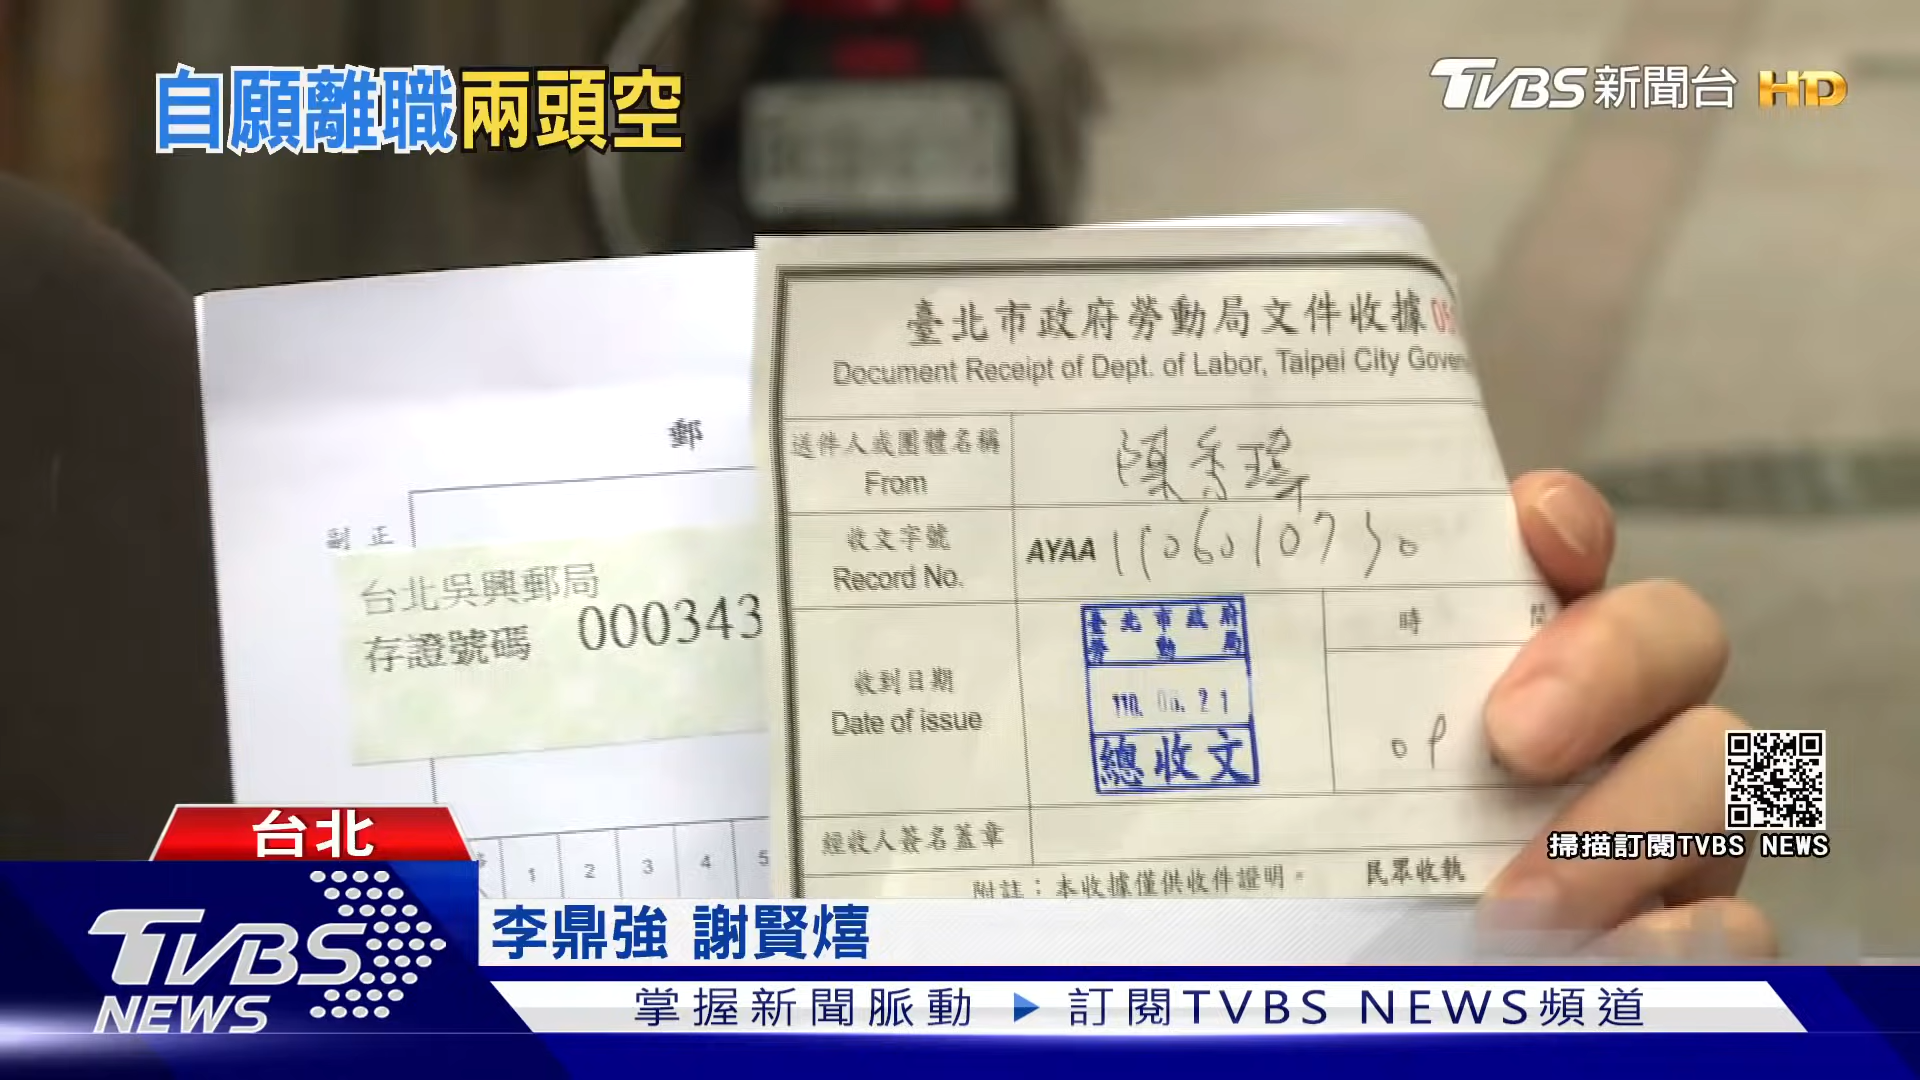 自願離職兩頭空
TVBS新聞台 HD
臺北市政府勞動局文件收據
Document Receipt of Dept. of Labor, Taipei City
送件人或團體名稱
From
收文字號
Record No.
AYAA
收到日期
Date of issue
臺北市政府
勞動局
110. 21
總收文
時 間
經收人簽名蓋章
附註：本收據僅供收件證明。
民眾收執
郵
副 正
台北吳興郵局
存證號碼 000343
1 2 3 4 5
掃描訂閱TVBS NEWS
台北
李鼎強 謝賢熺
TVBS
NEWS
掌握新聞脈動 ▶ 訂閱TVBS NEWS頻道